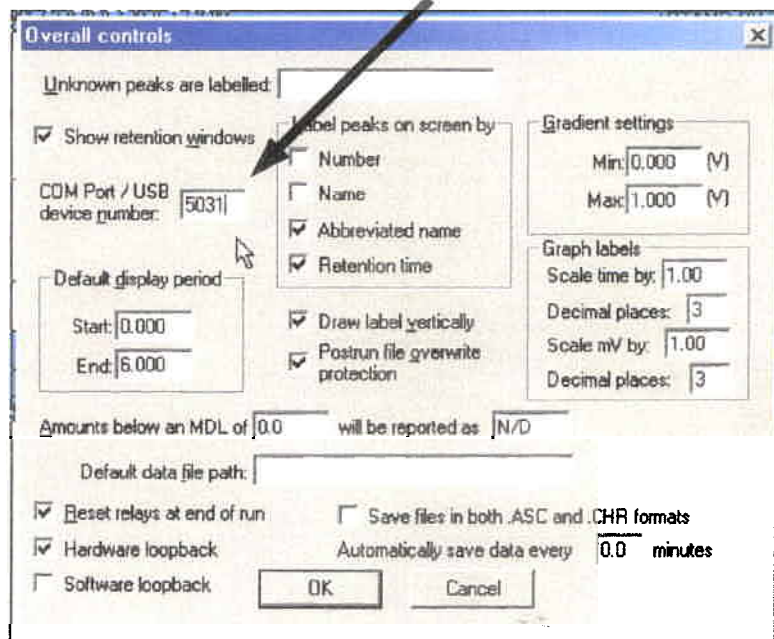 Overall controls
Unknown peaks are labelled:
Show retention windows
COM Port / USB
device number: 5031
Default display period
Start: 0.000
End: 6.000
Label peaks on screen by
Number
Name
Abbreviated name
Retention time
Draw label vertically
Postrun file overwrite
protection
Gradient settings
Min: 0.000 (V)
Max: 1.000 (V)
Graph labels
Scale time by: 1.00
Decimal places: 3
Scale mV by: 1.00
Decimal places: 3
Amounts below an MDL of 0.0 will be reported as N/D
Default data file path:
Reset relays at end of run
Save files in both .ASC and .CHR formats
Hardware loopback
Automatically save data every 0.0 minutes
Software loopback
OK
Cancel